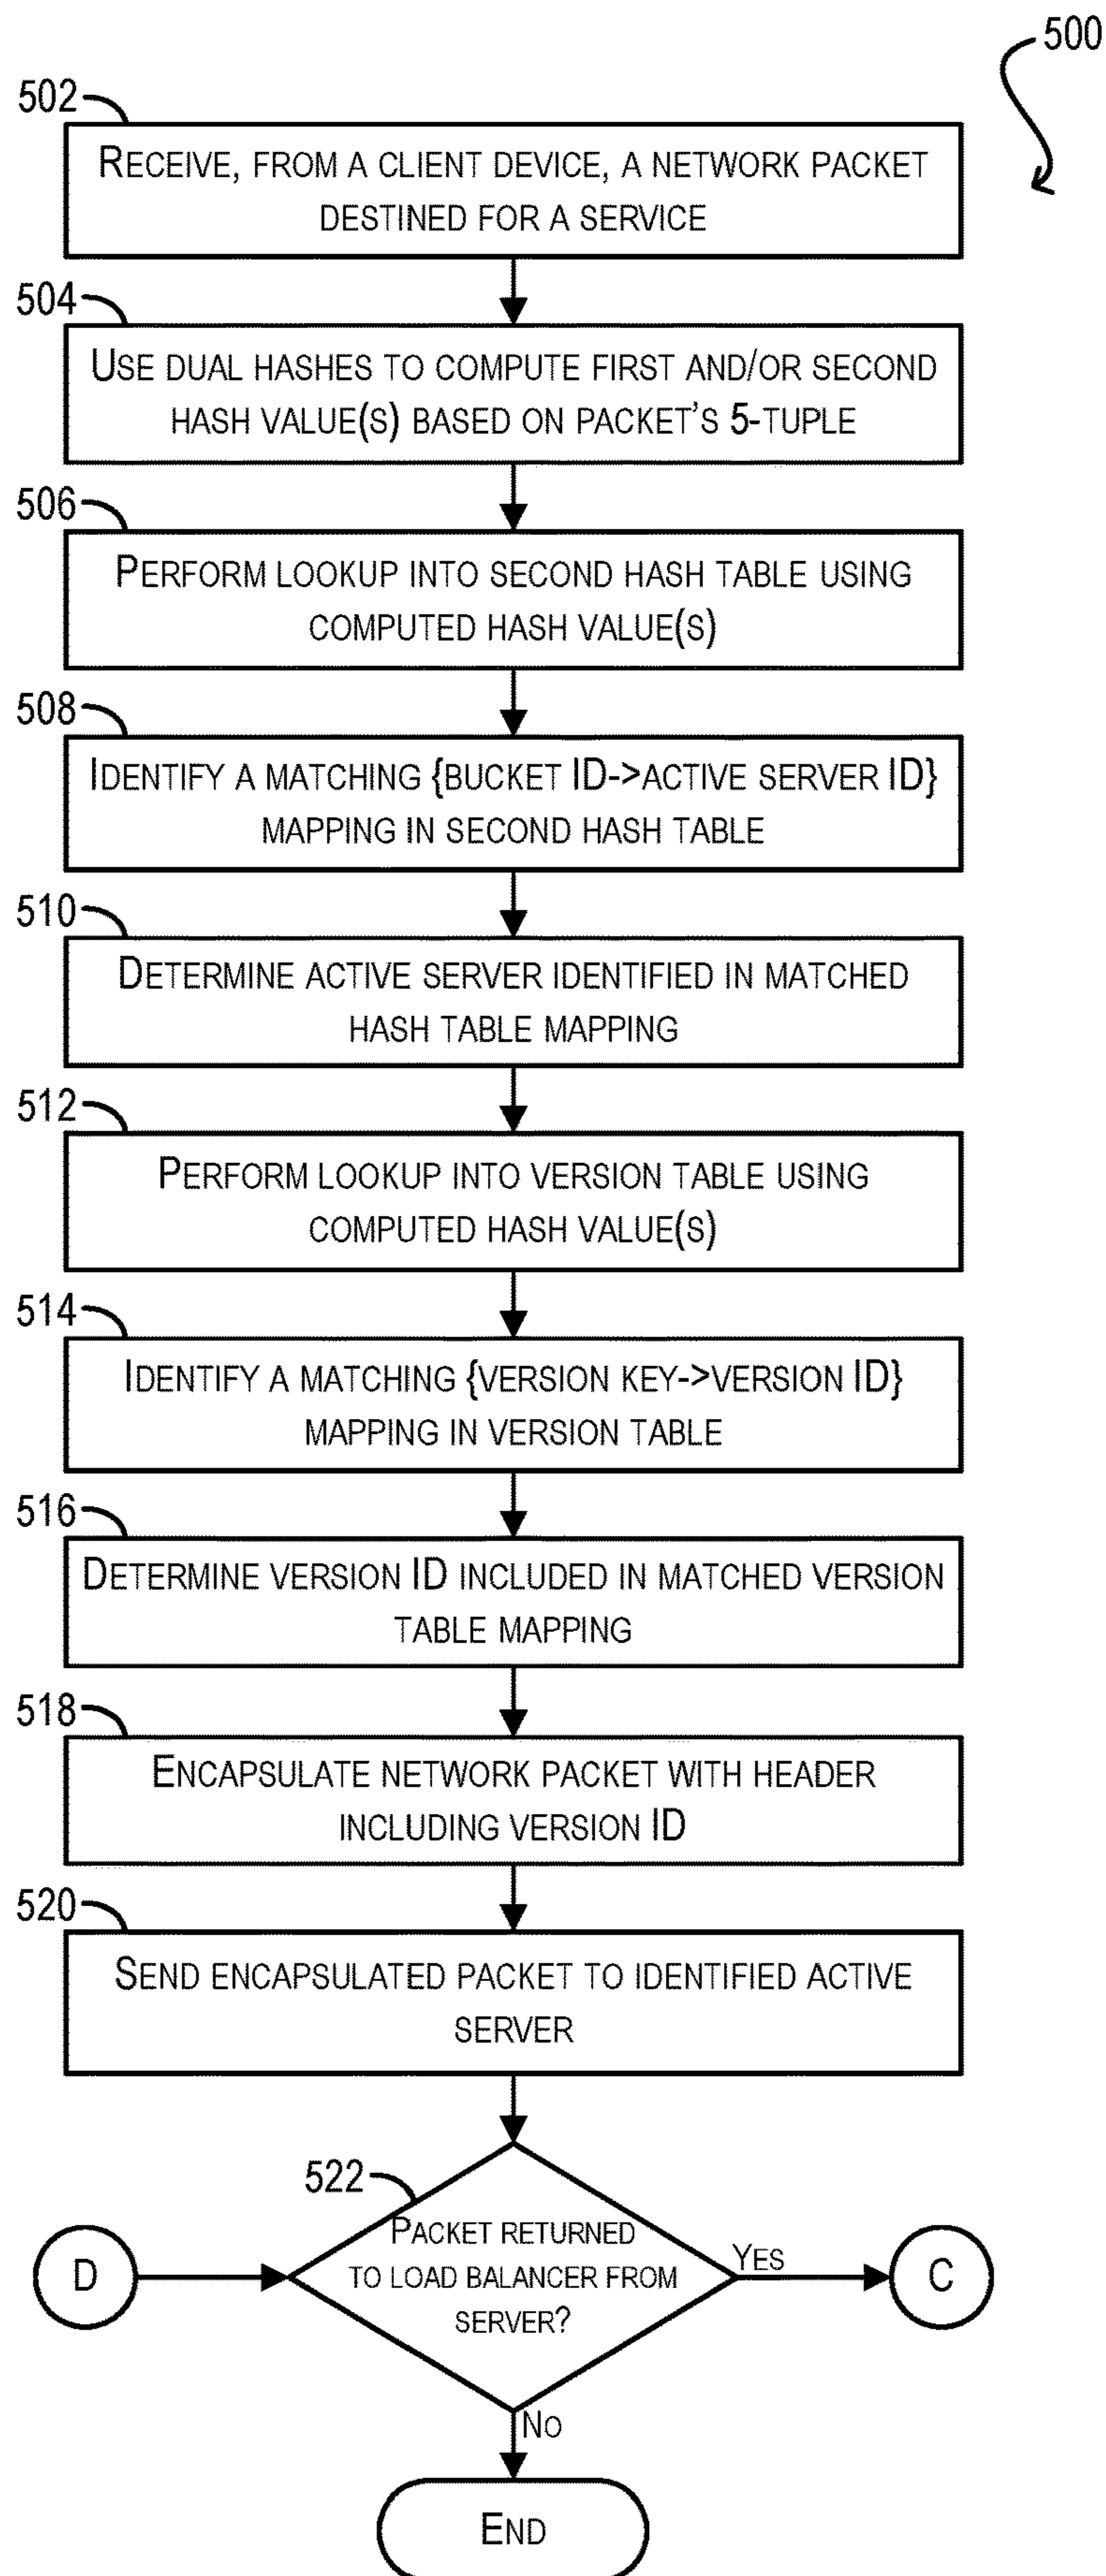 500
502
RECEIVE, FROM A CLIENT DEVICE, A NETWORK PACKET
DESTINED FOR A SERVICE
504
USE DUAL HASHES TO COMPUTE FIRST AND/OR SECOND
HASH VALUE(S) BASED ON PACKET'S 5-TUPLE
506
PERFORM LOOKUP INTO SECOND HASH TABLE USING
COMPUTED HASH VALUE(S)
508
IDENTIFY A MATCHING {BUCKET ID->ACTIVE SERVER ID}
MAPPING IN SECOND HASH TABLE
510
DETERMINE ACTIVE SERVER IDENTIFIED IN MATCHED
HASH TABLE MAPPING
512
PERFORM LOOKUP INTO VERSION TABLE USING
COMPUTED HASH VALUE(S)
514
IDENTIFY A MATCHING {VERSION KEY->VERSION ID}
MAPPING IN VERSION TABLE
516
DETERMINE VERSION ID INCLUDED IN MATCHED VERSION
TABLE MAPPING
518
ENCAPSULATE NETWORK PACKET WITH HEADER
INCLUDING VERSION ID
520
SEND ENCAPSULATED PACKET TO IDENTIFIED ACTIVE
SERVER
522
PACKET RETURNED
TO LOAD BALANCER FROM
SERVER?
D
YES
C
NO
END